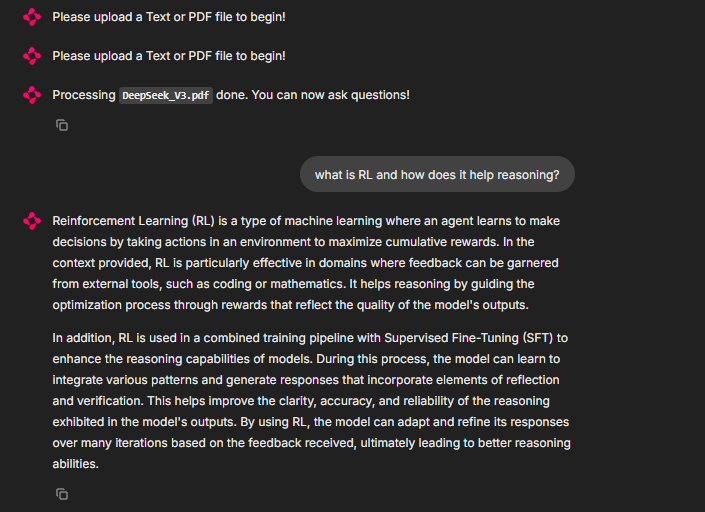 Please upload a Text or PDF file to begin!
Please upload a Text or PDF file to begin!
Processing DeepSeek_V3.pdf done. You can now ask questions!
what is RL and how does it help reasoning?
Reinforcement Learning (RL) is a type of machine learning where an agent learns to make
decisions by taking actions in an environment to maximize cumulative rewards. In the
context provided, RL is particularly effective in domains where feedback can be garnered
from external tools, such as coding or mathematics. It helps reasoning by guiding the
optimization process through rewards that reflect the quality of the model's outputs.
In addition, RL is used in a combined training pipeline with Supervised Fine-Tuning (SFT) to
enhance the reasoning capabilities of models. During this process, the model can learn to
integrate various patterns and generate responses that incorporate elements of reflection
and verification. This helps improve the clarity, accuracy, and reliability of the reasoning
exhibited in the model's outputs. By using RL, the model can adapt and refine its responses
over many iterations based on the feedback received, ultimately leading to better reasoning
abilities.